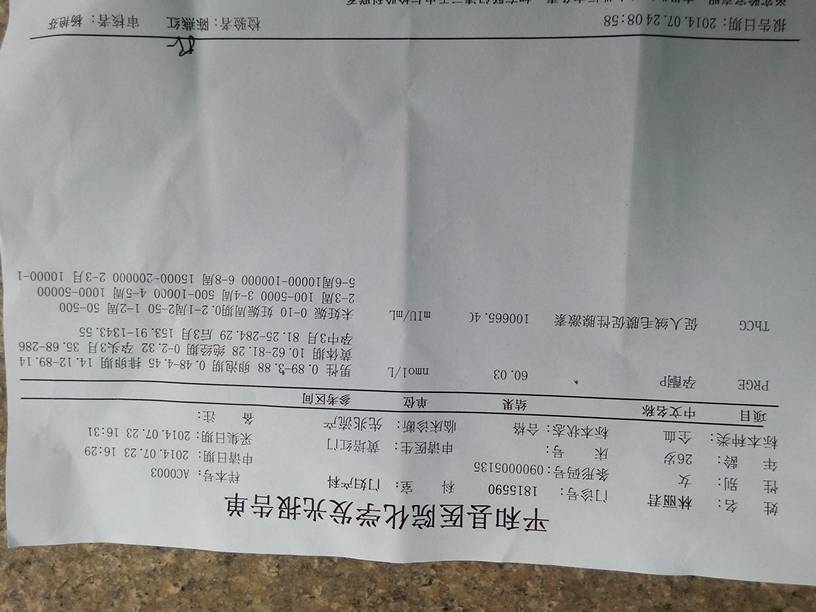 平和县医院化学发光报告单
姓 名: 林丽君 门诊号: 1815590 科 室: 门妇产科 样本号: AC0003
性 别: 女 条形码号: 0900005135
年 龄: 26岁 床 号: 申请医生: 黄培红门 申请日期: 2014.07.23 16:29
标本种类: 全血 标本状态: 合格 临床诊断: 先兆流产 采集日期: 2014.07.23 16:31
备 注:
项目 中文名称 结果 单位 参考区间
PRGE 孕酮P 60.03 nmol/L 男性 0.89-3.88 卵泡期 0.48-4.45 排卵期 14.12-89.14
黄体期 10.62-81.28 绝经期 0-2.32 孕头3月 35.68-286
孕中3月 81.25-284.29 后3月 153.91-1343.55
ThCG 促人绒毛膜促性腺激素 100665.40 mIU/mL 未妊娠 0-10 妊娠周期0.2-1周2-50 1-2周 50-500
2-3周 100-5000 3-4周 500-10000 4-5周 1000-50000
5-6周10000-100000 6-8周 15000-200000 2-3月 10000-1
报告日期: 2014.07.24 08:58 检验者: 陈燕红 审核者: 杨艳芬